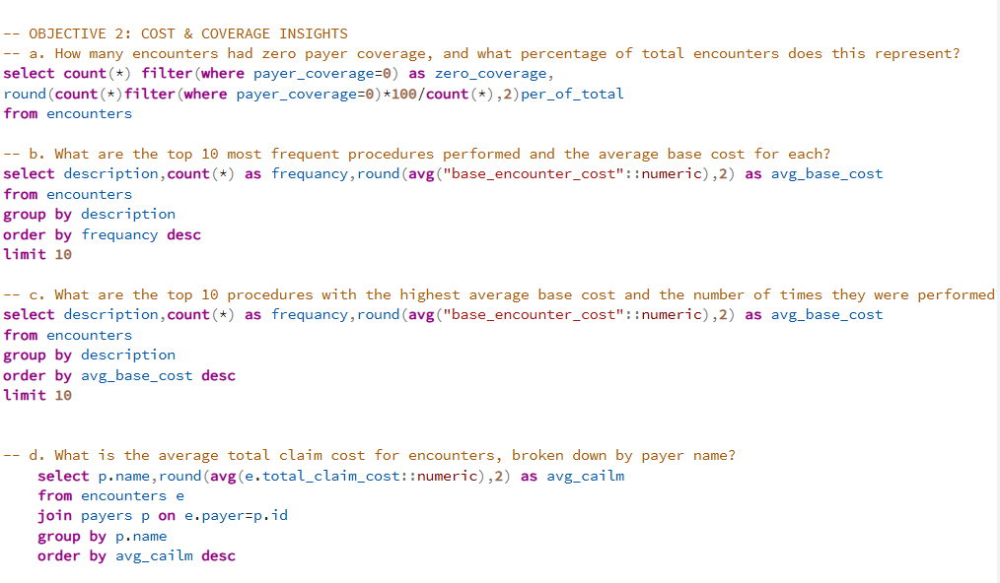 -- OBJECTIVE 2: COST & COVERAGE INSIGHTS
-- a. How many encounters had zero payer coverage, and what percentage of total encounters does this represent?
select count(*) filter(where payer_coverage=0) as zero_coverage,
round(count(*)filter(where payer_coverage=0)*100/count(*),2)per_of_total
from encounters
-- b. What are the top 10 most frequent procedures performed and the average base cost for each?
select description,count(*) as frequancy,round(avg("base_encounter_cost"::numeric),2) as avg_base_cost
from encounters
group by description
order by frequancy desc
limit 10
-- c. What are the top 10 procedures with the highest average base cost and the number of times they were performed
select description,count(*) as frequancy,round(avg("base_encounter_cost"::numeric),2) as avg_base_cost
from encounters
group by description
order by avg_base_cost desc
limit 10
-- d. What is the average total claim cost for encounters, broken down by payer name?
select p.name,round(avg(e.total_claim_cost::numeric),2) as avg_cailm
from encounters e
join payers p on e.payer=p.id
group by p.name
order by avg_cailm desc